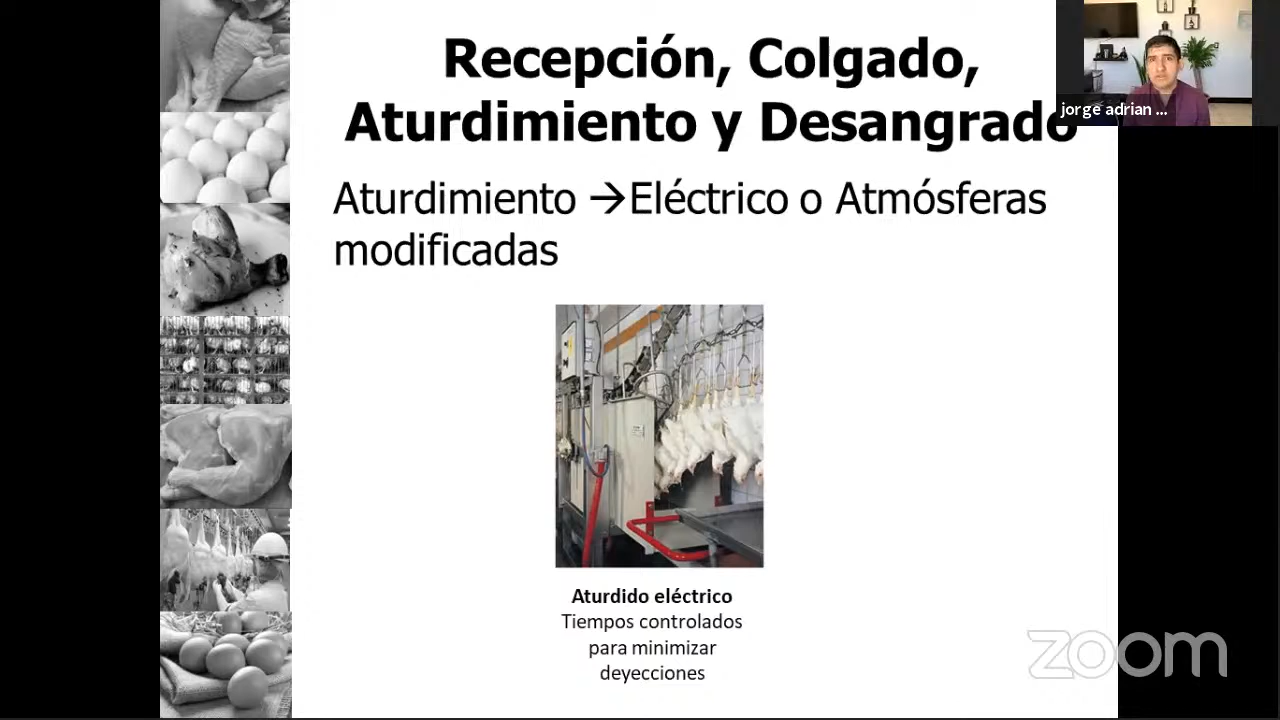 Recepción, Colgado,
Aturdimiento y Desangrado
jorge adrian ...
Aturdimiento →Eléctrico o Atmósferas
modificadas
Aturdido eléctrico
Tiempos controlados
para minimizar
deyecciones
zoom